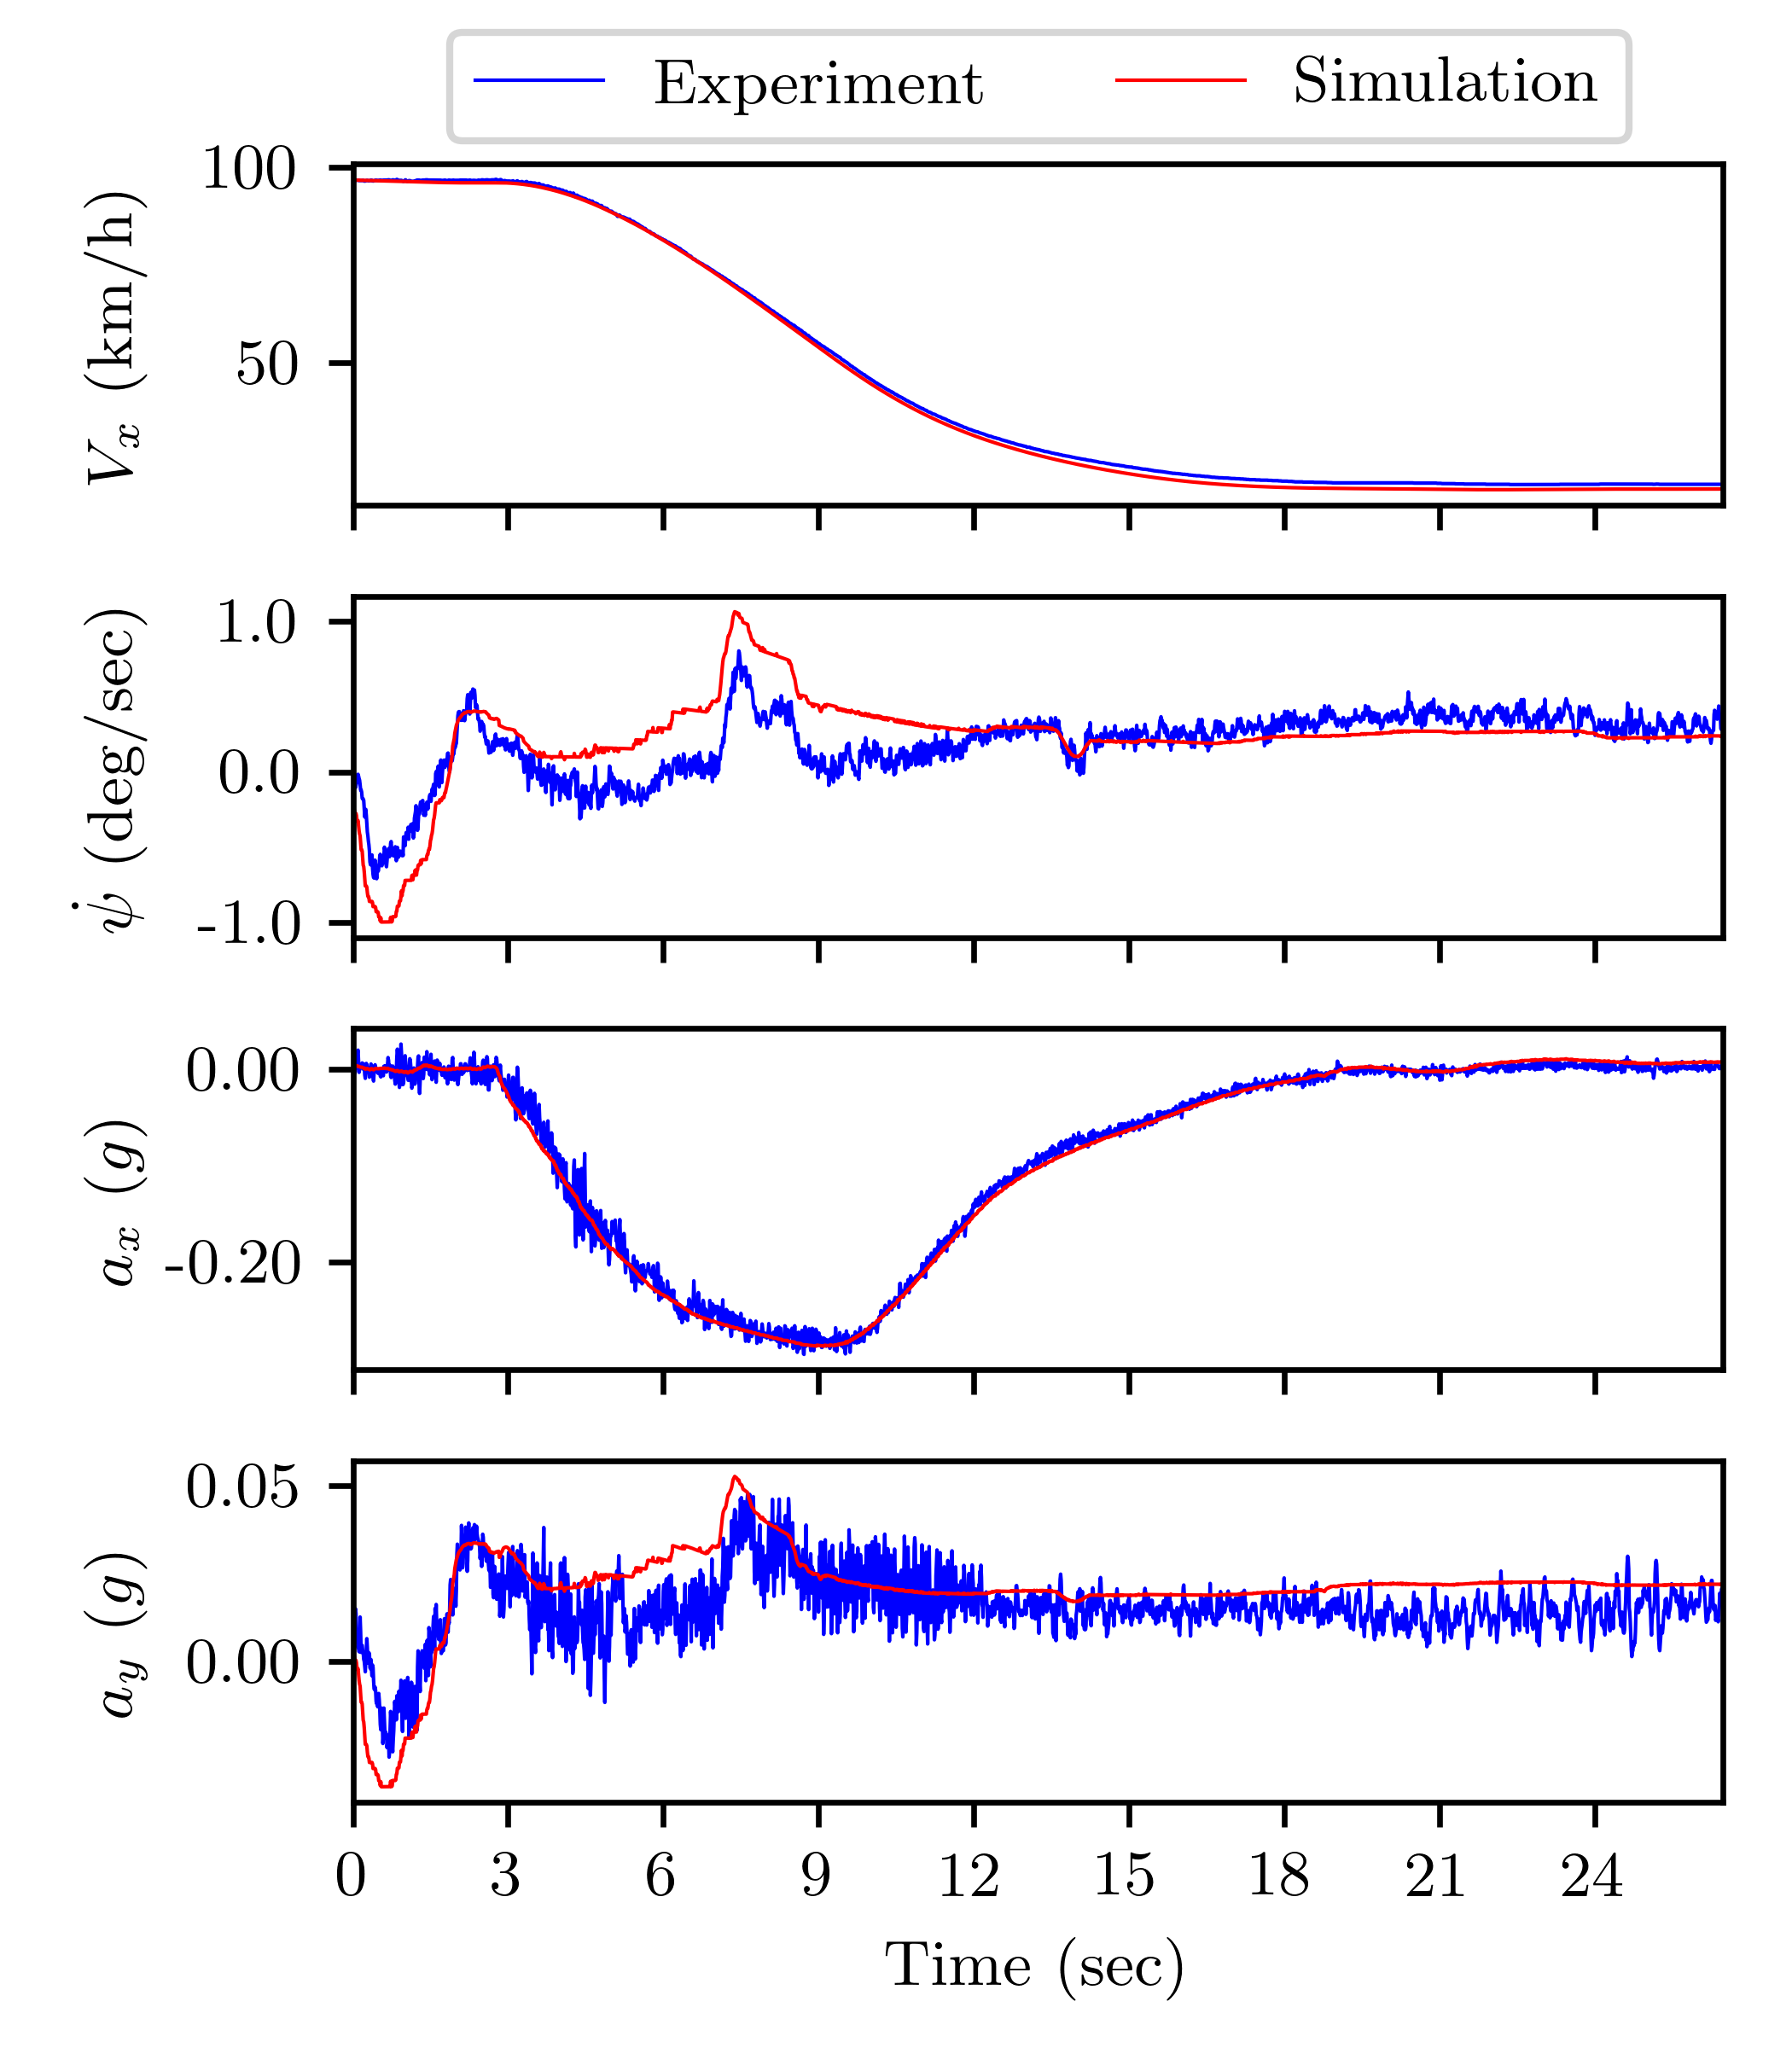 Experiment Simulation
100
50
V_x (km/h)
1.0
0.0
-1.0
ψ̇ (deg/sec)
0.00
-0.20
a_x (g)
0.05
0.00
a_y (g)
0 3 6 9 12 15 18 21 24
Time (sec)